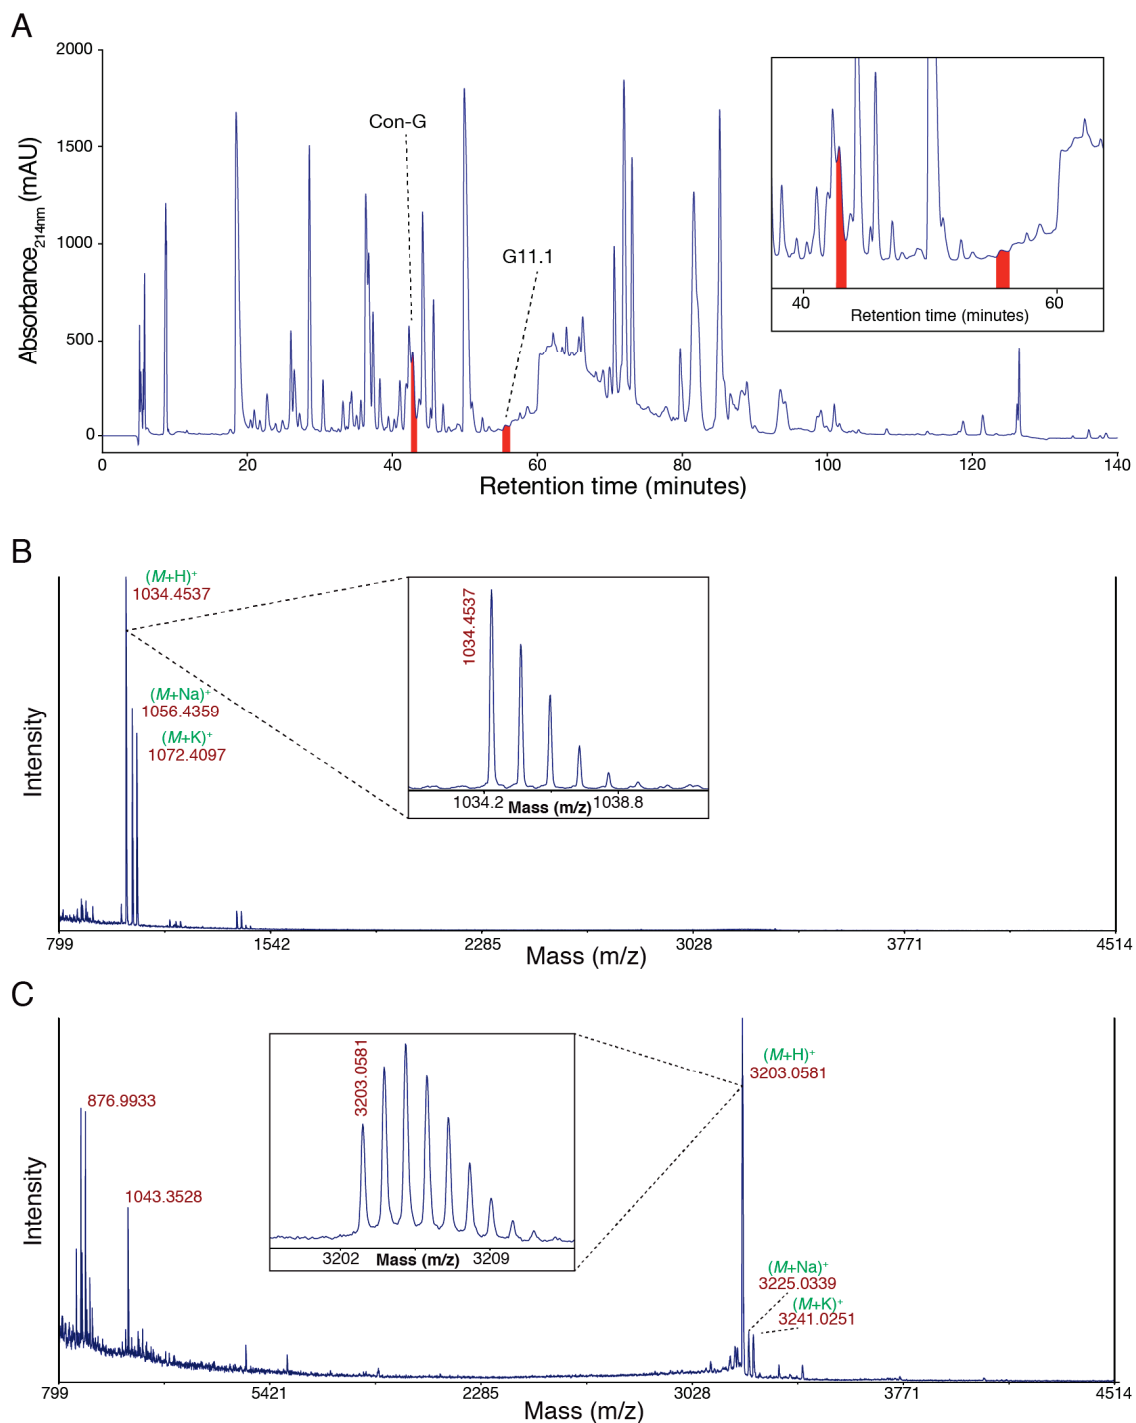 A
2000
1500
1000
500
0
Absorbance214nm (mAU)
Con-G
G11.1
0 20 40 60 80 100 120 140
Retention time (minutes)
40 60
Retention time (minutes)
B
(M+H)+
1034.4537
(M+Na)+
1056.4359
(M+K)+
1072.4097
Intensity
1034.4537
1034.2 Mass (m/z) 1038.8
799 1542 2285 3028 3771 4514
Mass (m/z)
C
876.9933
1043.3528
Intensity
3203.0581
3202 Mass (m/z) 3209
(M+H)+
3203.0581
(M+Na)+
3225.0339
(M+K)+
3241.0251
799 5421 2285 3028 3771 4514
Mass (m/z)